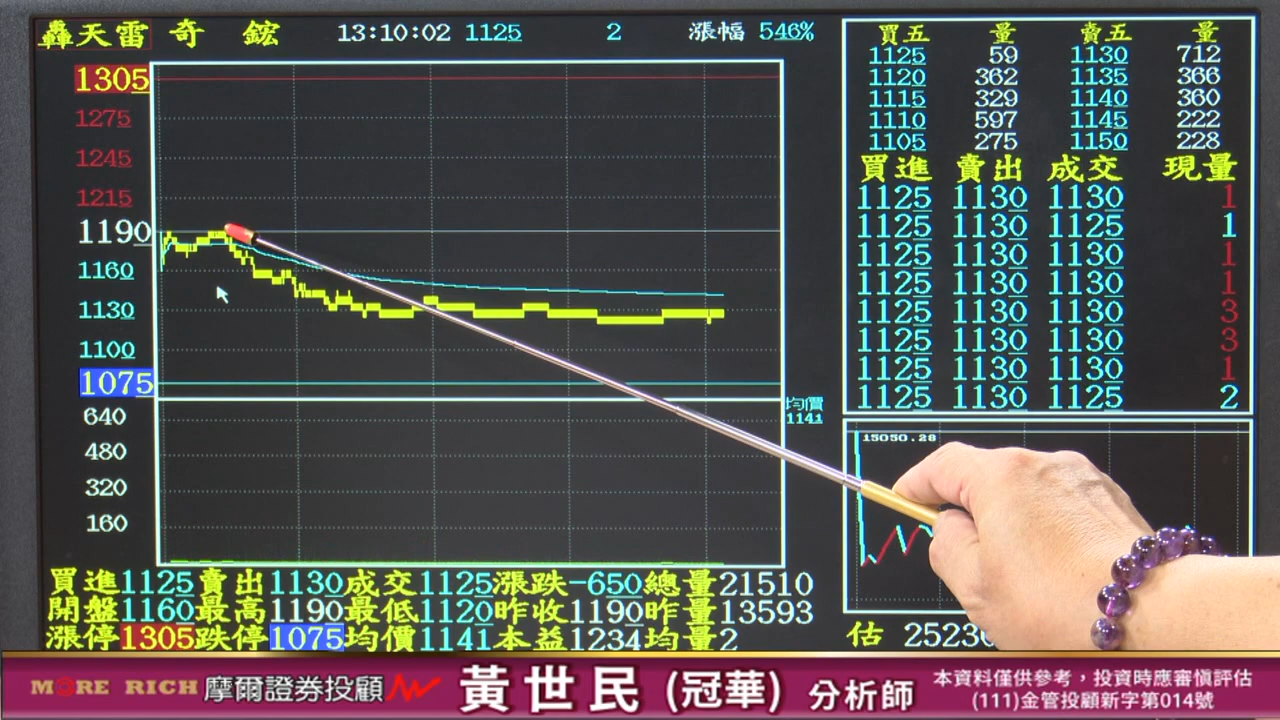 轟天雷 奇 鋐 13:10:02 1125 2 漲幅 546%
1305
1275
1245
1215
1190
1160
1130
1100
1075
640
480
320
160
均價
1141
買五 量 賣五 量
1125 59 1130 712
1120 362 1135 366
1115 329 1140 360
1110 597 1145 222
1105 275 1150 228
買進 賣出 成交 現量
1125 1130 1130 1
1125 1130 1125 1
1125 1130 1130 1
1125 1130 1130 1
1125 1130 1130 3
1125 1130 1130 3
1125 1130 1130 1
1125 1130 1125 2
15050.28
買進1125賣出1130成交1125漲跌-650總量21510
開盤1160最高1190最低1120昨收1190昨量13593
漲停1305跌停1075均價1141本益1234均量2
估 2523
MORE RICH 摩爾證券投顧 黃世民 (冠華) 分析師
本資料僅供參考，投資時應審慎評估
(111)金管投顧新字第014號